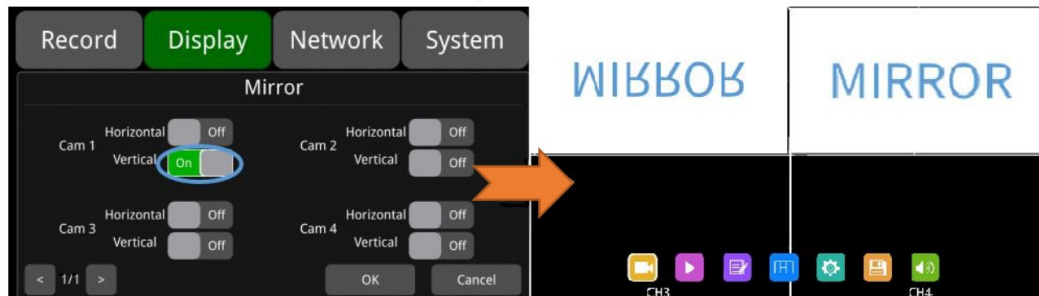 Record Display Network System
Mirror
Cam 1 Horizontal Off
Vertical On
Cam 2 Horizontal Off
Vertical Off
Cam 3 Horizontal Off
Vertical Off
Cam 4 Horizontal Off
Vertical Off
< 1/1 > OK Cancel
MIRROR
MIRROR
CH3
CH4